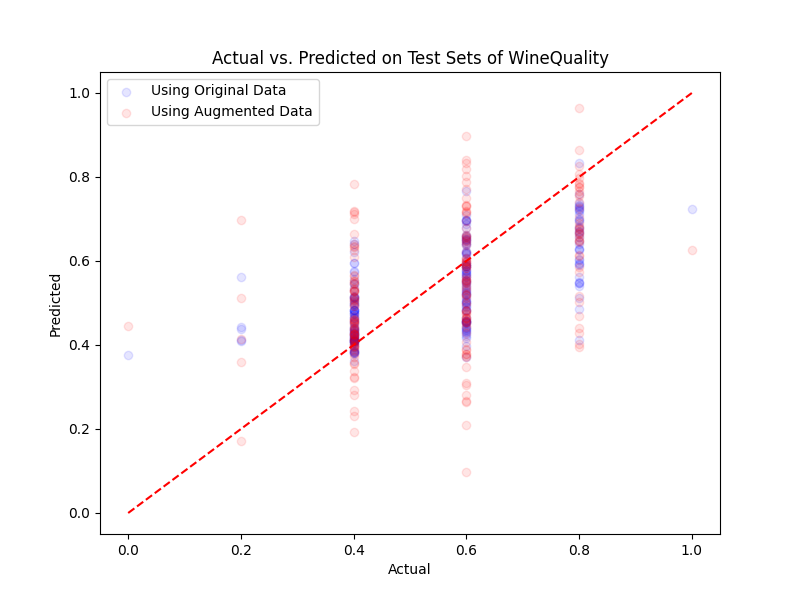 Actual vs. Predicted on Test Sets of WineQuality
Using Original Data
Using Augmented Data
1.0
0.8
0.6
0.4
0.2
0.0
Predicted
0.0 0.2 0.4 0.6 0.8 1.0
Actual